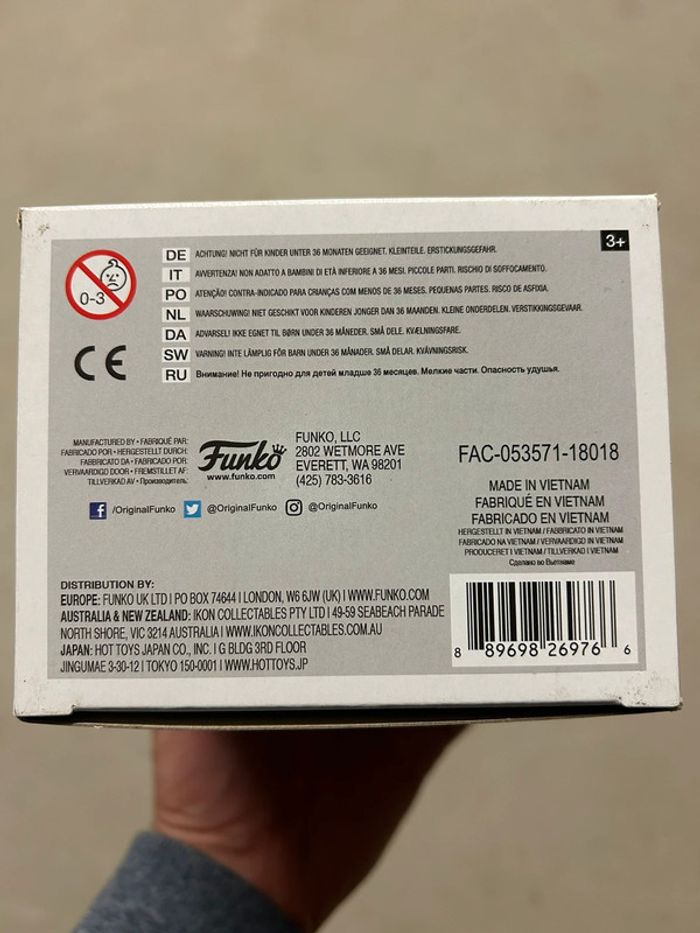 3+
0-3
DE ACHTUNG! NICHT FÜR KINDER UNTER 36 MONATEN GEEIGNET. KLEINTEILE. ERSTICKUNGSGEFAHR.
IT AVVERTENZA! NON ADATTO A BAMBINI DI ETÀ INFERIORE A 36 MESI. PICCOLE PARTI. RISCHIO DI SOFFOCAMENTO.
PO ATENÇÃO! CONTRA-INDICADO PARA CRIANÇAS COM MENOS DE 36 MESES. PEQUENAS PARTES. RISCO DE ASFIXIA.
NL WAARSCHUWING! NIET GESCHIKT VOOR KINDEREN JONGER DAN 36 MAANDEN. KLEINE ONDERDELEN. VERSTIKKINGSGEVAAR.
DA ADVARSEL! IKKE EGNET TIL BØRN UNDER 36 MÅNEDER. SMÅ DELE. KVÆLNINGSFARE.
SW VARNING! INTE LÄMPLIG FÖR BARN UNDER 36 MÅNADER. SMÅ DELAR. KVÄVNINGSRISK.
RU Внимание! Не пригодно для детей младше 36 месяцев. Мелкие части. Опасность удушья.
CE
MANUFACTURED BY • FABRIQUÉ PAR:
FABRICADO POR • HERGESTELLT DURCH:
FABBRICATO DA • FABRICADO POR:
VERVAARDIGD DOOR • FREMSTILLET AF:
TILLVERKAD AV • Производитель:
Funko
www.funko.com
FUNKO, LLC
2802 WETMORE AVE
EVERETT, WA 98201
(425) 783-3616
/OriginalFunko @OriginalFunko @OriginalFunko
FAC-053571-18018
MADE IN VIETNAM
FABRIQUÉ EN VIETNAM
FABRICADO EN VIETNAM
HERGESTELLT IN VIETNAM / FABBRICATO IN VIETNAM
FABRICADO NA VIETNAM / VERVAARDIGD IN VIETNAM
PRODUCERET I VIETNAM / TILLVERKAD I VIETNAM
Сделано во Вьетнаме
DISTRIBUTION BY:
EUROPE: FUNKO UK LTD | PO BOX 74644 | LONDON, W6 6JW (UK) | WWW.FUNKO.COM
AUSTRALIA & NEW ZEALAND: IKON COLLECTABLES PTY LTD | 49-59 SEABEACH PARADE
NORTH SHORE, VIC 3214 AUSTRALIA | WWW.IKONCOLLECTABLES.COM.AU
JAPAN: HOT TOYS JAPAN CO., INC. | G BLDG 3RD FLOOR
JINGUMAE 3-30-12 | TOKYO 150-0001 | WWW.HOTTOYS.JP
8 89698 26976 6